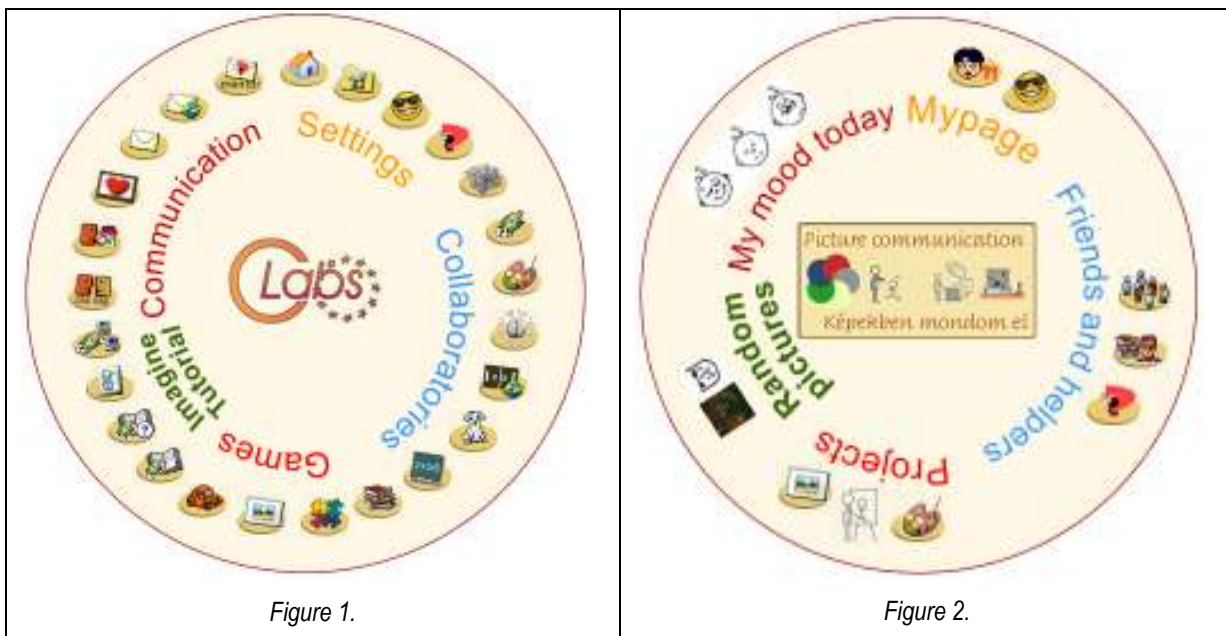 Settings
Communication
Collaboratories
Imagine
Tutorial
Games
CLabs
Figure 1.
My mood today
Mypage
Friends and helpers
Random
pictures
Projects
Picture communication
Képekben mondom el
Figure 2.